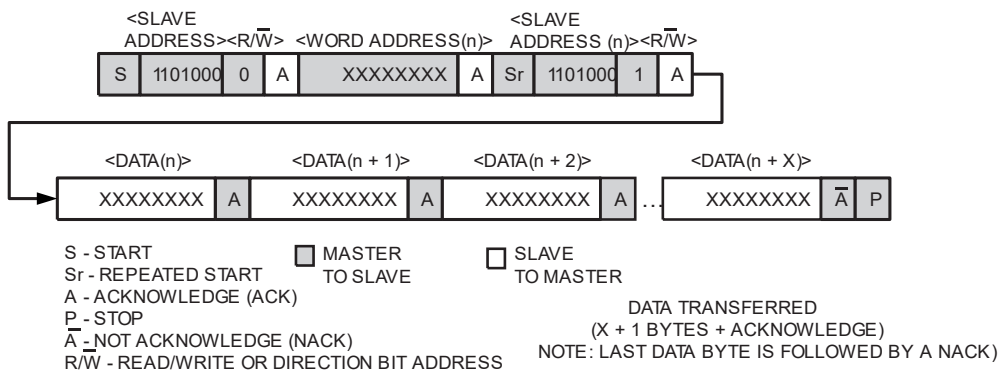 <SLAVE ADDRESS><R/W̅> <WORD ADDRESS(n)> <SLAVE ADDRESS (n)><R/W̅>
S 1101000 0 A XXXXXXXX A Sr 1101000 1 A
<DATA(n)> <DATA(n + 1)> <DATA(n + 2)> <DATA(n + X)>
XXXXXXXX A XXXXXXXX A XXXXXXXX A ... XXXXXXXX A̅ P
S - START
Sr - REPEATED START
A - ACKNOWLEDGE (ACK)
P - STOP
A̅ - NOT ACKNOWLEDGE (NACK)
R/W̅ - READ/WRITE OR DIRECTION BIT ADDRESS
MASTER
TO SLAVE
SLAVE
TO MASTER
DATA TRANSFERRED
(X + 1 BYTES + ACKNOWLEDGE)
NOTE: LAST DATA BYTE IS FOLLOWED BY A NACK)